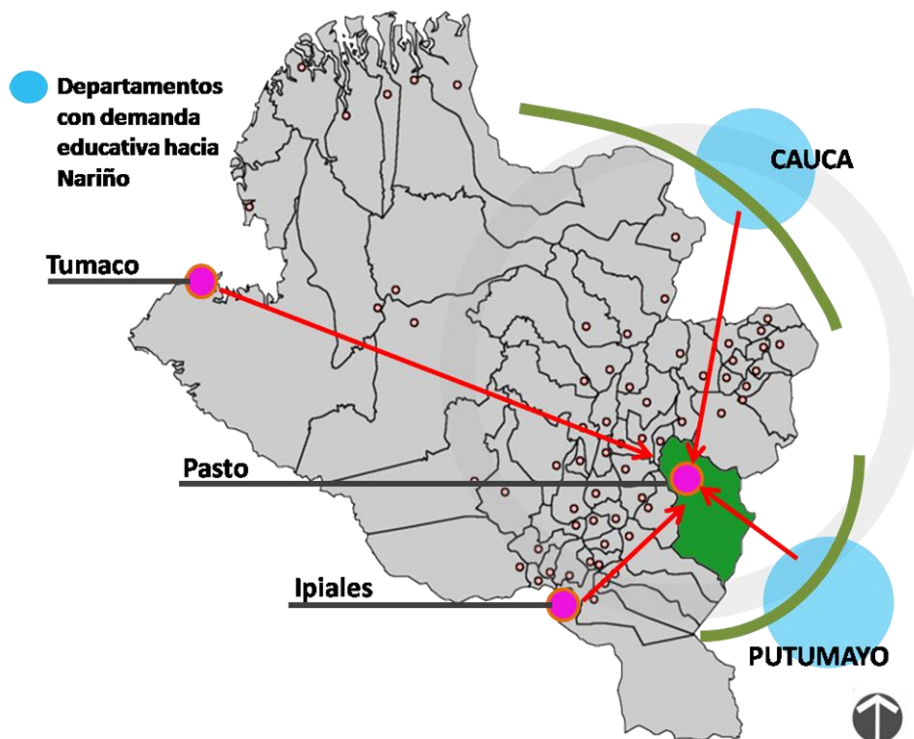 Departamentos
con demanda
educativa hacia
Nariño
CAUCA
Tumaco
Pasto
Ipiales
PUTUMAYO